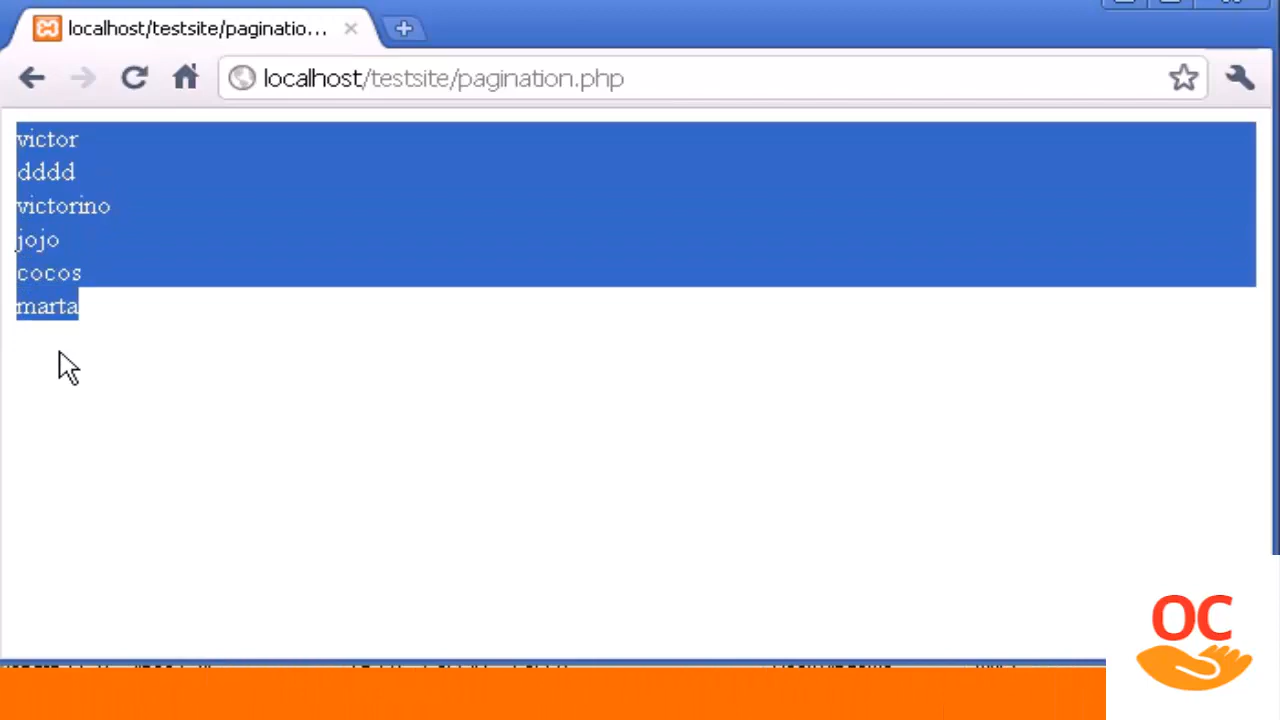 localhost/testsite/paginatio...
localhost/testsite/pagination.php
victor
dddd
victorino
jojo
cocos
marta
OC